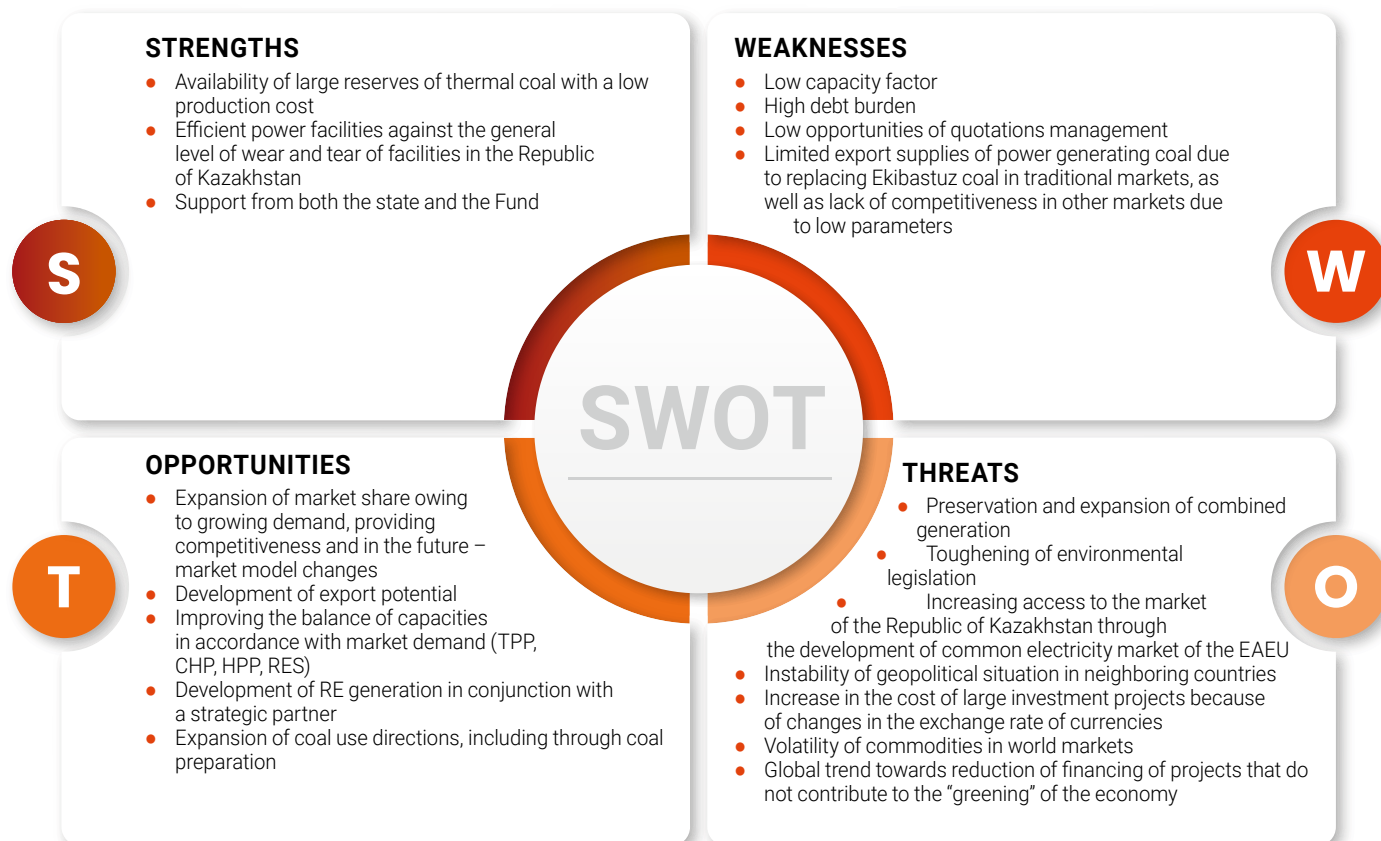 STRENGTHS
Availability of large reserves of thermal coal with a low
production cost
Efficient power facilities against the general
level of wear and tear of facilities in the Republic
of Kazakhstan
Support from both the state and the Fund
S
WEAKNESSES
Low capacity factor
High debt burden
Low opportunities of quotations management
Limited export supplies of power generating coal due
to replacing Ekibastuz coal in traditional markets, as
well as lack of competitiveness in other markets due
to low parameters
W
SWOT
OPPORTUNITIES
Expansion of market share owing
to growing demand, providing
competitiveness and in the future –
market model changes
Development of export potential
Improving the balance of capacities
in accordance with market demand (TPP,
CHP, HPP, RES)
Development of RE generation in conjunction with
a strategic partner
Expansion of coal use directions, including through coal
preparation
T
THREATS
Preservation and expansion of combined
generation
Toughening of environmental
legislation
Increasing access to the market
of the Republic of Kazakhstan through
the development of common electricity market of the EAEU
Instability of geopolitical situation in neighboring countries
Increase in the cost of large investment projects because
of changes in the exchange rate of currencies
Volatility of commodities in world markets
Global trend towards reduction of financing of projects that do
not contribute to the “greening” of the economy
O